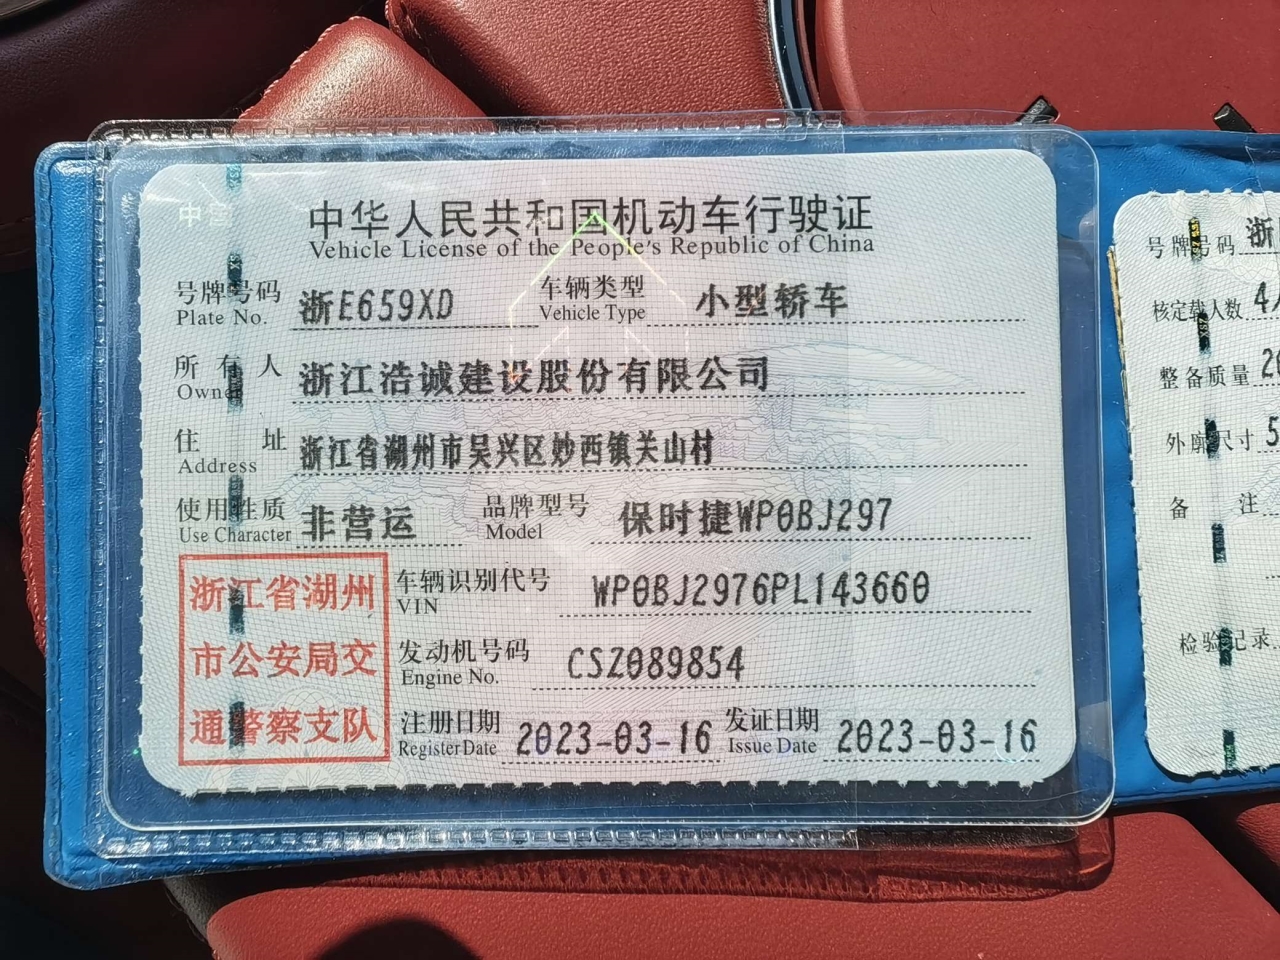 中华人民共和国机动车行驶证
Vehicle License of the People's Republic of China
号牌号码 浙E659XD 车辆类型 小型轿车
Plate No. Vehicle Type
所有人 浙江浩诚建设股份有限公司
Owner
住址 浙江省湖州市吴兴区妙西镇关山村
Address
使用性质 非营运 品牌型号 保时捷WP0BJ297
Use Character Model
车辆识别代号 WP0BJ2976PL143660
VIN
发动机号码 CSZ089854
Engine No.
注册日期 2023-03-16 发证日期 2023-03-16
Register Date Issue Date
浙江省湖州
市公安局交
通警察支队
号牌号码 浙
核定载人数 4
整备质量 20
外廓尺寸 5
备注
检验记录